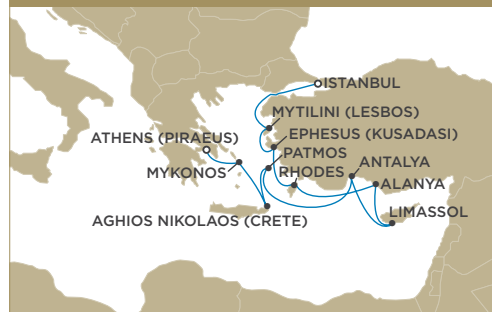 ISTANBUL
MYTILINI (LESBOS)
EPHESUS (KUSADASI)
ATHENS (PIRAEUS)
PATMOS
ANTALYA
MYKONOS
RHODES
ALANYA
AGHIOS NIKOLAOS (CRETE)
LIMASSOL